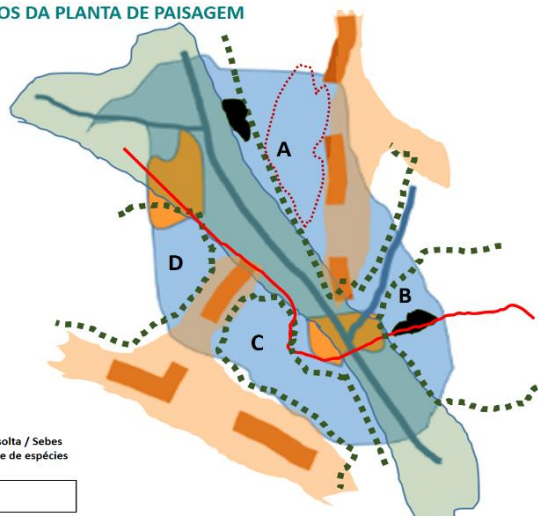 OS DA PLANTA DE PAISAGEM
A
D
B
C
solta / Sebes
e de espécies